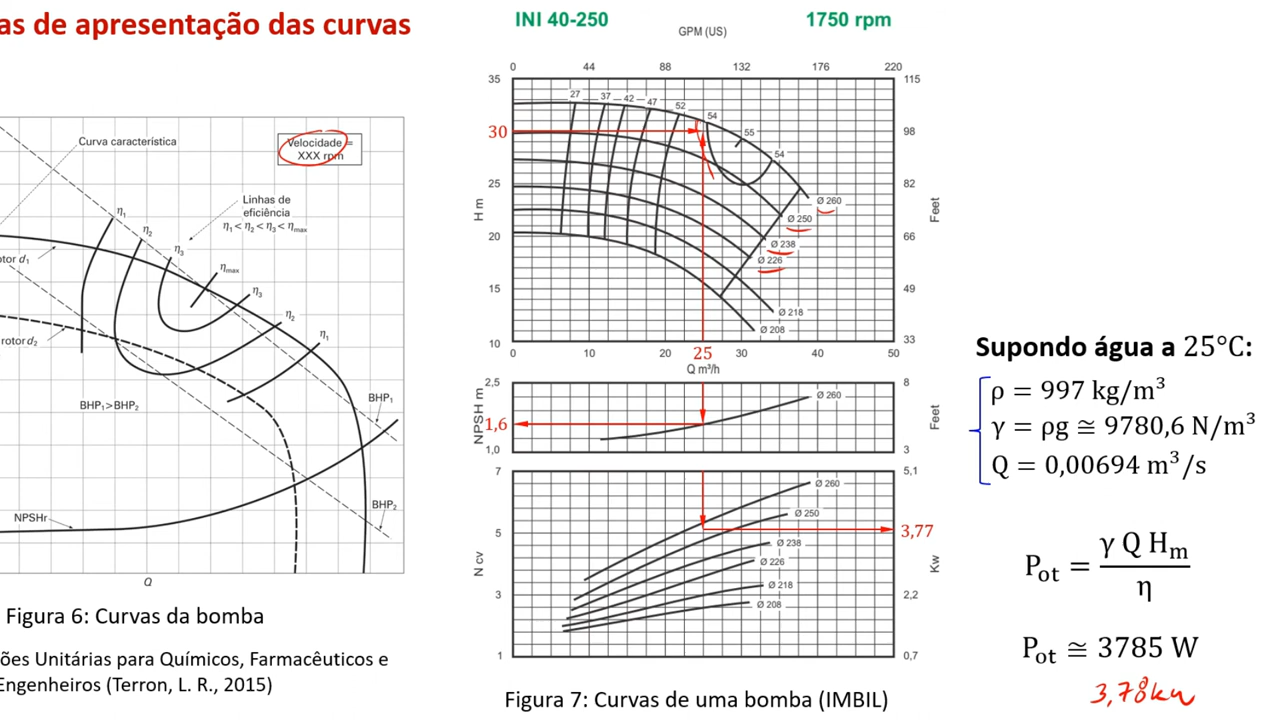 as de apresentação das curvas
Velocidade =
XXX rpm
Curva característica
Linhas de
eficiência
η1 < η2 < η3 < ηmax
η1
η2
η3
ηmax
η3
η2
η1
otor d1
rotor d2
BHP1>BHP2
BHP1
BHP2
NPSHr
Q
Figura 6: Curvas da bomba
ões Unitárias para Químicos, Farmacêuticos e
Engenheiros (Terron, L. R., 2015)
INI 40-250 1750 rpm
GPM (US)
0 44 88 132 176 220
35 115
27 37 42 47 52 54 55 54
30 98
25 82
20 66
15 49
10 33
H m
Feet
Ø 260
Ø 250
Ø 238
Ø 226
Ø 218
Ø 208
0 10 20 25 30 40 50
Q m³/h
2,5 8
1,6
1,0 3
NPSH m
Feet
Ø 260
7 5,1
5 3,77
3 2,2
1 0,7
N cv
Kw
Ø 260
Ø 250
Ø 238
Ø 226
Ø 218
Ø 208
Figura 7: Curvas de uma bomba (IMBIL)
Supondo água a 25°C:
ρ = 997 kg/m³
γ = ρg ≅ 9780,6 N/m³
Q = 0,00694 m³/s
Pot = γ Q Hm / η
Pot ≅ 3785 W
3,78 kW